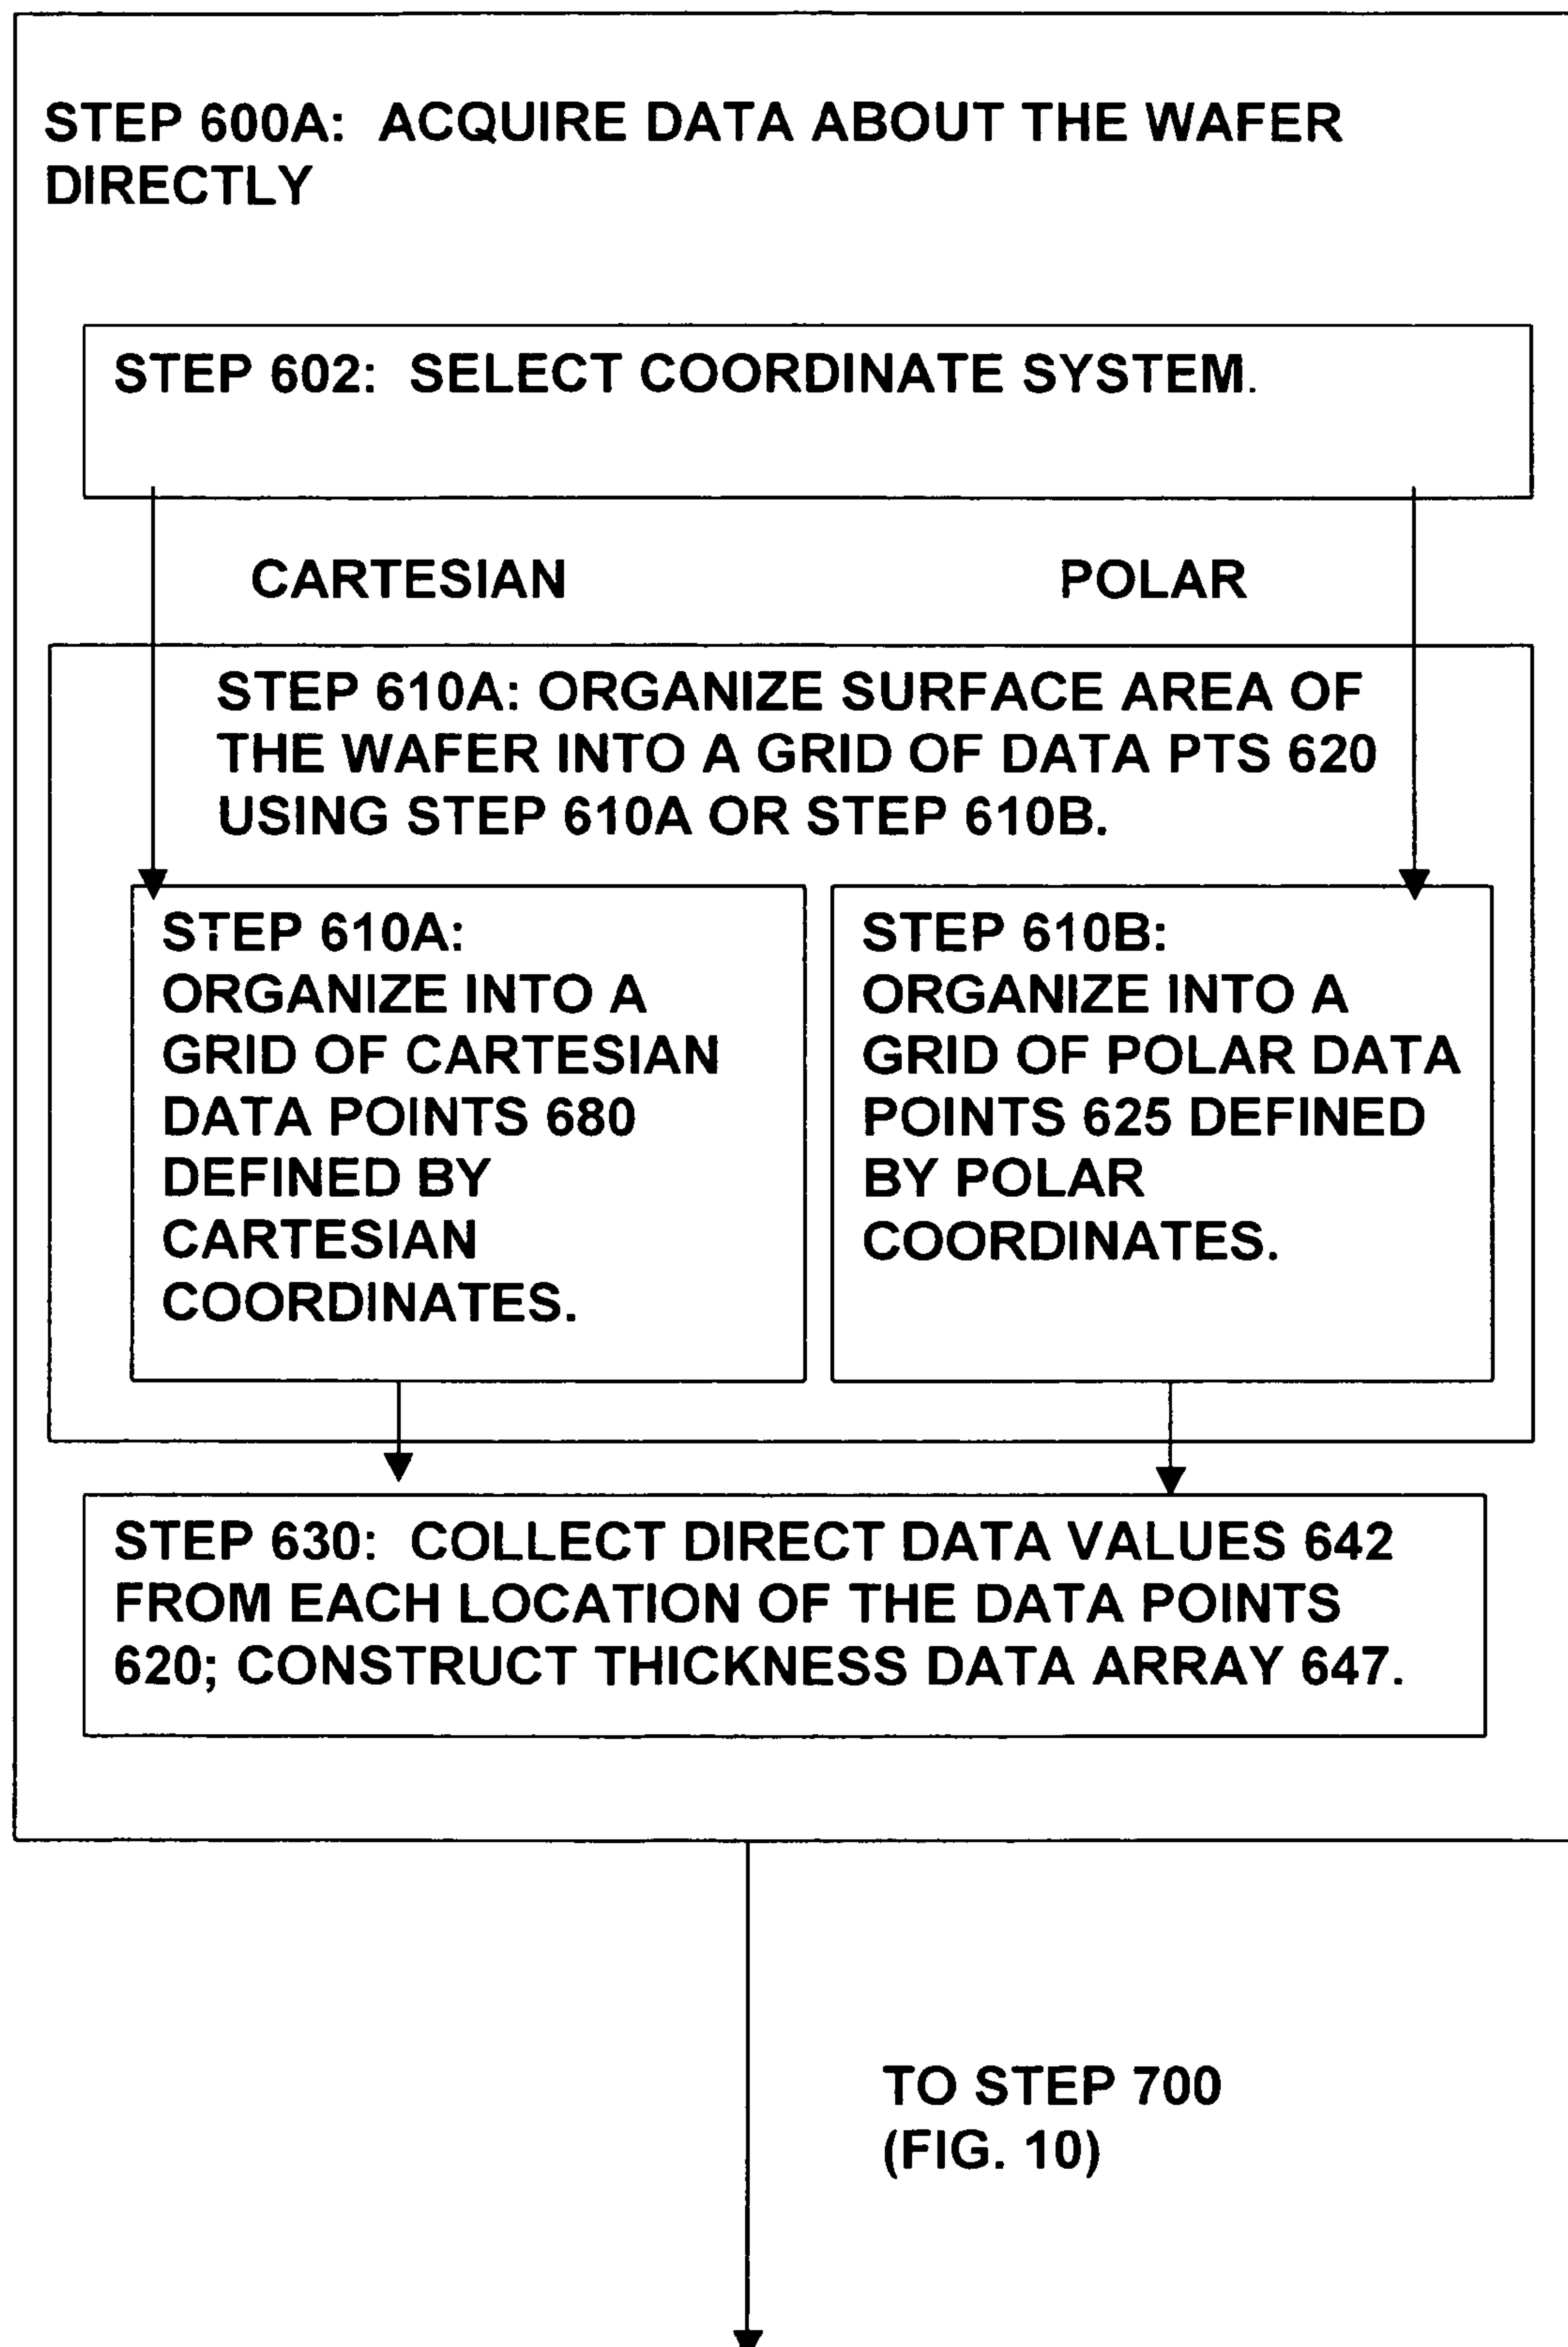 STEP 600A: ACQUIRE DATA ABOUT THE WAFER
DIRECTLY
STEP 602: SELECT COORDINATE SYSTEM.
CARTESIAN
POLAR
STEP 610A: ORGANIZE SURFACE AREA OF
THE WAFER INTO A GRID OF DATA PTS 620
USING STEP 610A OR STEP 610B.
STEP 610A:
ORGANIZE INTO A
GRID OF CARTESIAN
DATA POINTS 680
DEFINED BY
CARTESIAN
COORDINATES.
STEP 610B:
ORGANIZE INTO A
GRID OF POLAR DATA
POINTS 625 DEFINED
BY POLAR
COORDINATES.
STEP 630: COLLECT DIRECT DATA VALUES 642
FROM EACH LOCATION OF THE DATA POINTS
620; CONSTRUCT THICKNESS DATA ARRAY 647.
TO STEP 700
(FIG. 10)